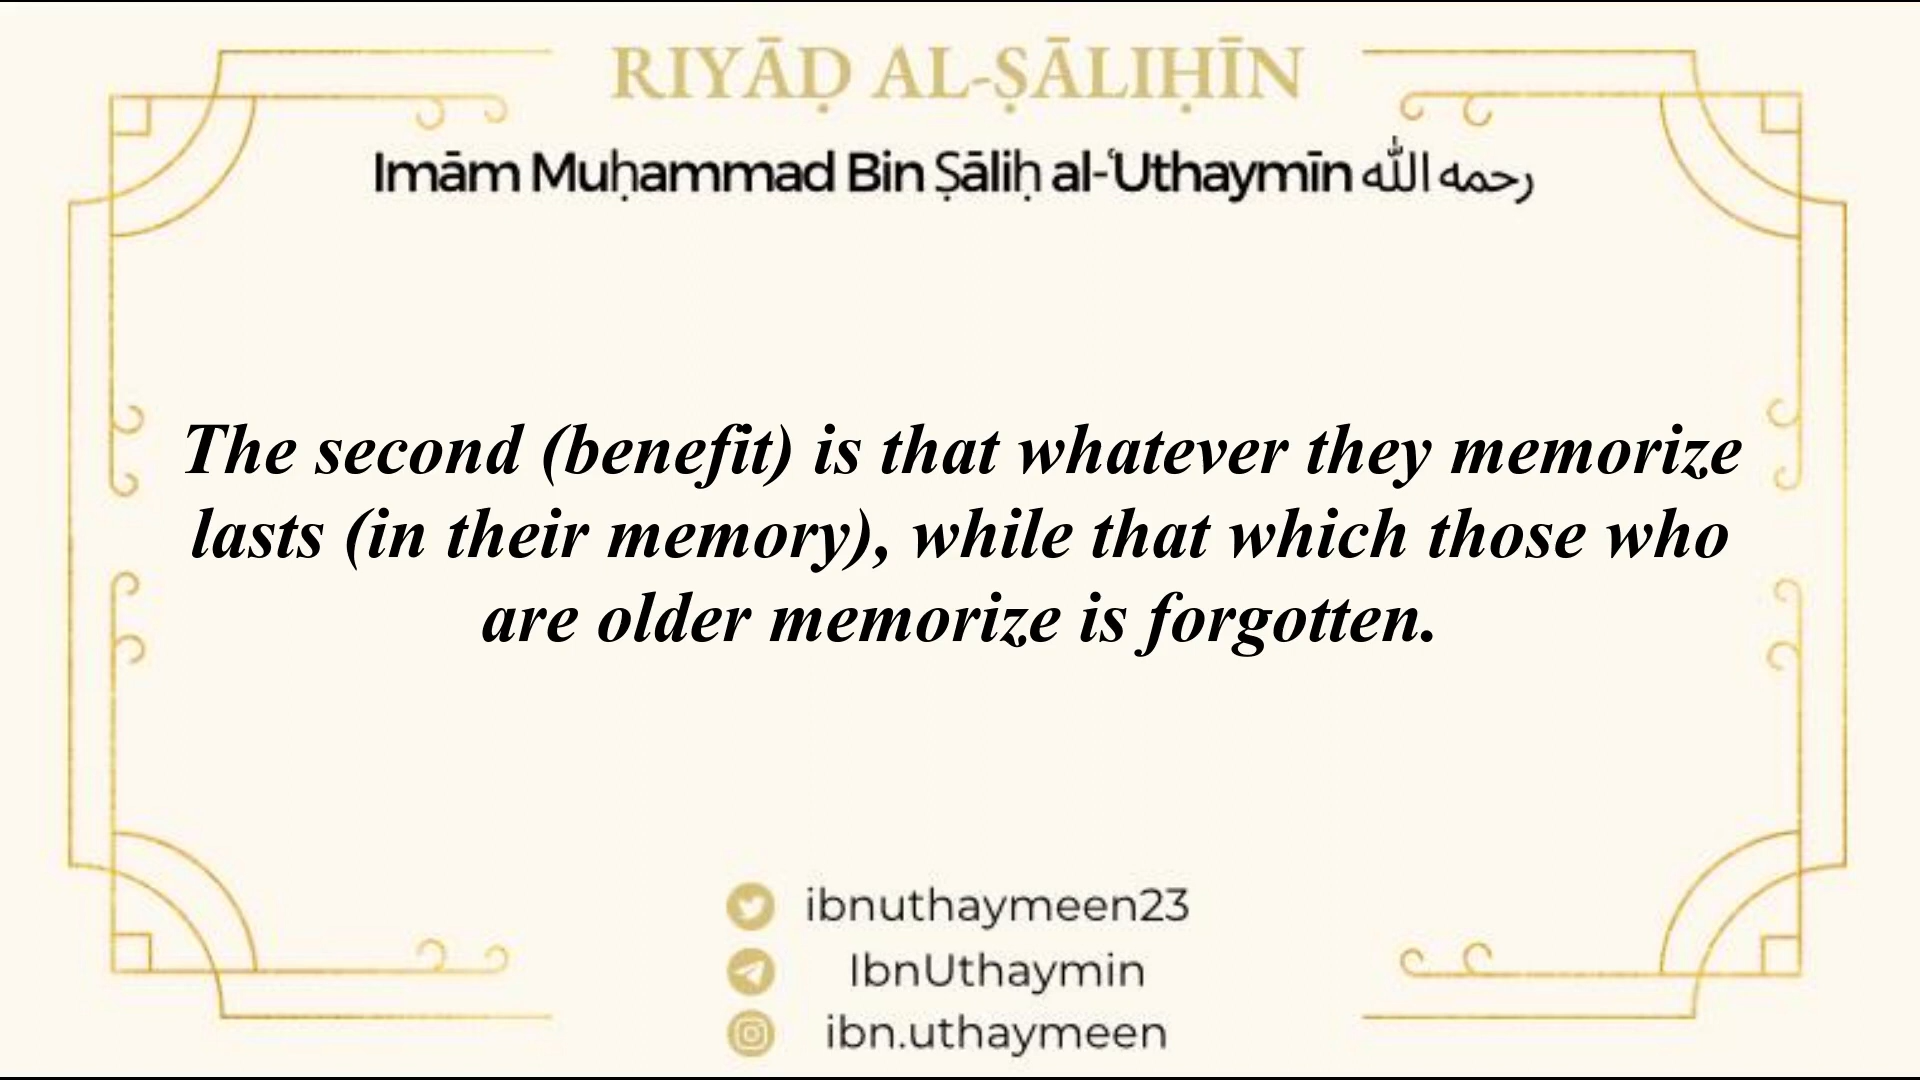 RIYĀḌ AL-ṢĀLIḤĪN
Imām Muḥammad Bin Ṣāliḥ al-ʿUthaymīn رحمه الله
The second (benefit) is that whatever they memorize
lasts (in their memory), while that which those who
are older memorize is forgotten.
ibnuthaymeen23
IbnUthaymin
ibn.uthaymeen